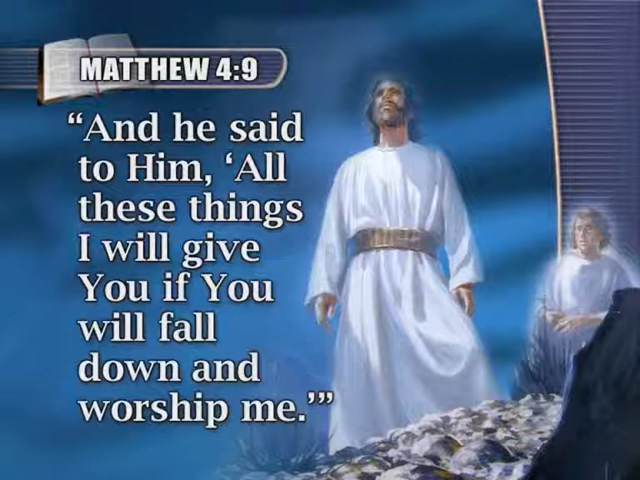 MATTHEW 4:9
“And he said
to Him, ‘All
these things
I will give
You if You
will fall
down and
worship me.’”